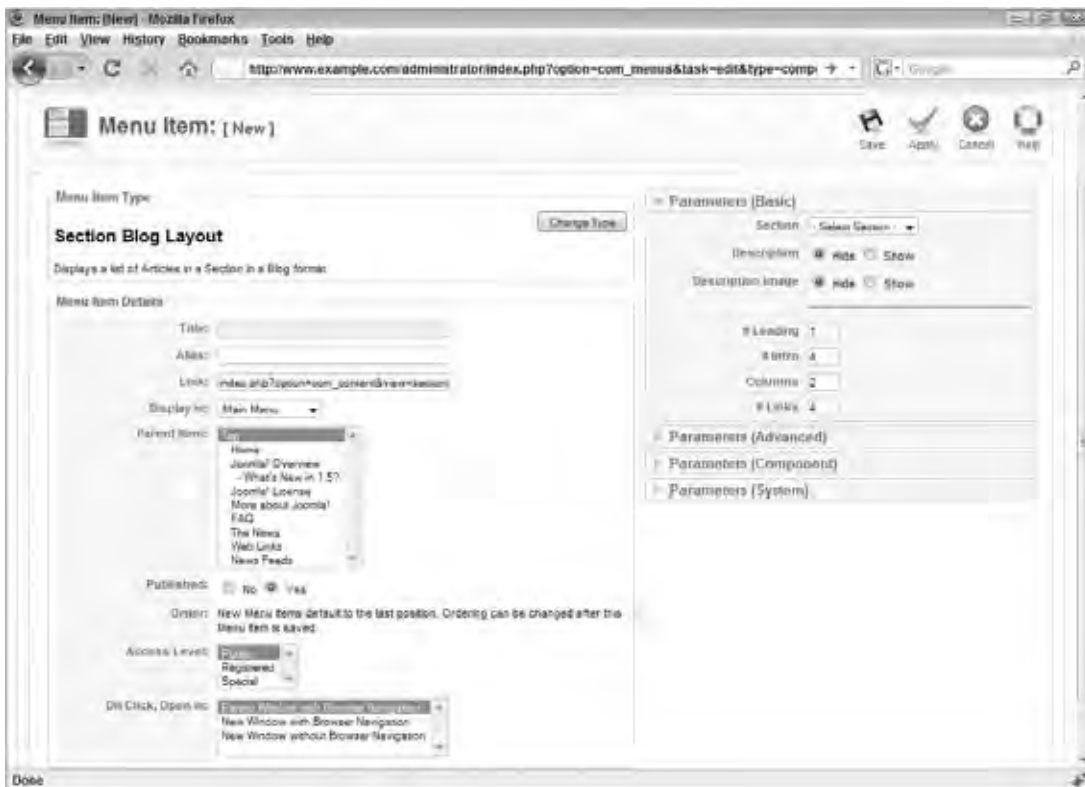 Menu Item: [New] - Mozilla Firefox
File Edit View History Bookmarks Tools Help
http://www.example.com/administrator/index.php?option=com_menus&task=edit&type=compo Google
Menu Item: [ New ]
Save Apply Cancel Help
Menu Item Type
Change Type
Section Blog Layout
Displays a list of Articles in a Section in a Blog format
Menu Item Details
Title:
Alias:
Link: index.php?option=com_content&view=section
Display in: Main Menu
Parent Item: Top
Home
Joomla! Overview
- What's New in 1.5?
Joomla! License
More about Joomla!
FAQ
The News
Web Links
News Feeds
Published: No Yes
Order: New Menu Items default to the last position. Ordering can be changed after this
Menu Item is saved.
Access Level: Public
Registered
Special
On Click, Open in: Parent Window with Browser Navigation
New Window with Browser Navigation
New Window without Browser Navigation
Parameters (Basic)
Section - Select Section -
Description Hide Show
Description Image Hide Show
# Leading 1
# Intro 4
Columns 2
# Links 4
Parameters (Advanced)
Parameters (Component)
Parameters (System)
Done